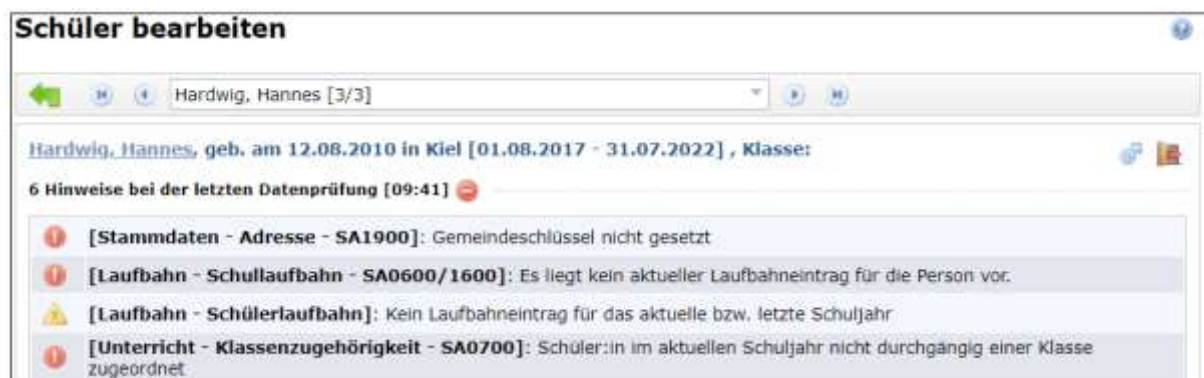 Schüler bearbeiten
Hardwig, Hannes [3/3]
Hardwig, Hannes, geb. am 12.08.2010 in Kiel [01.08.2017 - 31.07.2022] , Klasse:
6 Hinweise bei der letzten Datenprüfung [09:41]
[Stammdaten - Adresse - SA1900]: Gemeindeschlüssel nicht gesetzt
[Laufbahn - Schullaufbahn - SA0600/1600]: Es liegt kein aktueller Laufbahneintrag für die Person vor.
[Laufbahn - Schülerlaufbahn]: Kein Laufbahneintrag für das aktuelle bzw. letzte Schuljahr
[Unterricht - Klassenzugehörigkeit - SA0700]: Schüler:in im aktuellen Schuljahr nicht durchgängig einer Klasse
zugeordnet